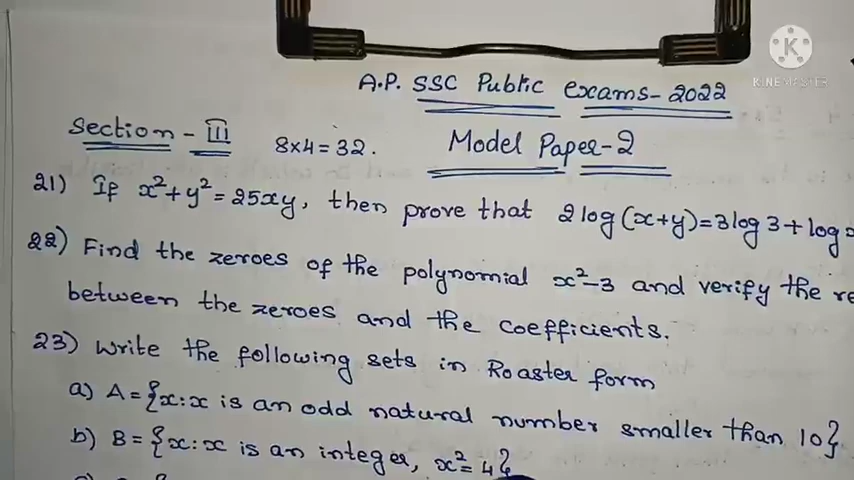 A.P. SSC Public exams-2022
KINEMASTER
Section-III 8x4=32. Model Paper-2
21) If x²+y²=25xy, then prove that 2log(x+y)=3log3+log
22) Find the zeroes of the polynomial x²-3 and verify the re
between the zeroes and the coefficients.
23) Write the following sets in Roaster form
a) A={x:x is an odd natural number smaller than 10}
b) B={x:x is an integer, x²=4}